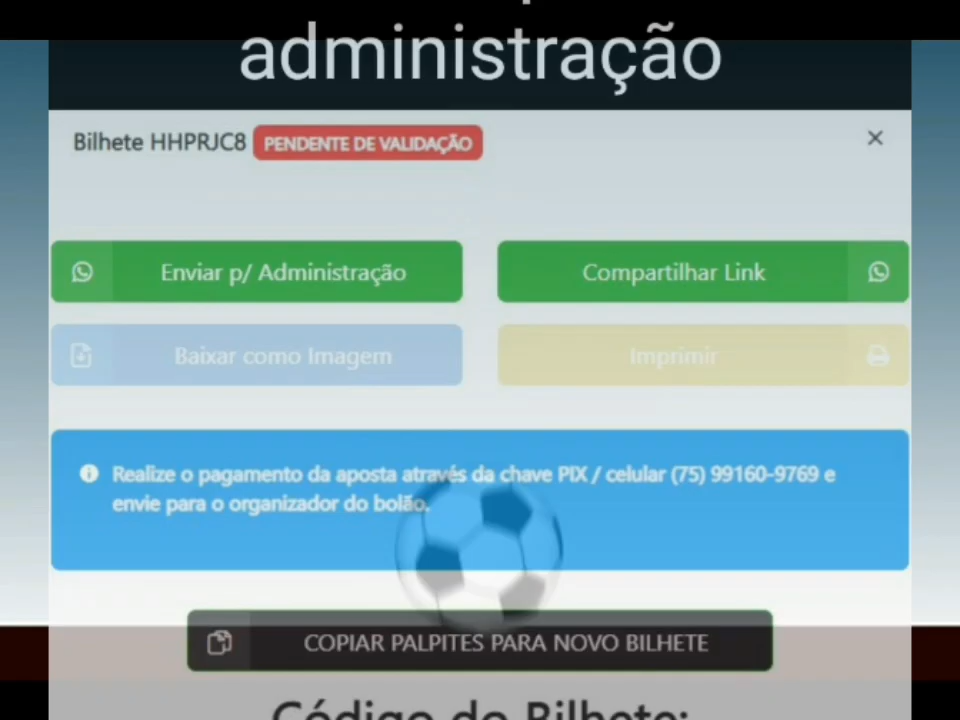 administração
Bilhete HHPRJC8 PENDENTE DE VALIDAÇÃO
Enviar p/ Administração
Compartilhar Link
Baixar como Imagem
Imprimir
Realize o pagamento da aposta através da chave PIX / celular (75) 99160-9769 e
envie para o organizador do bolão.
COPIAR PALPITES PARA NOVO BILHETE
Código do Bilhete: